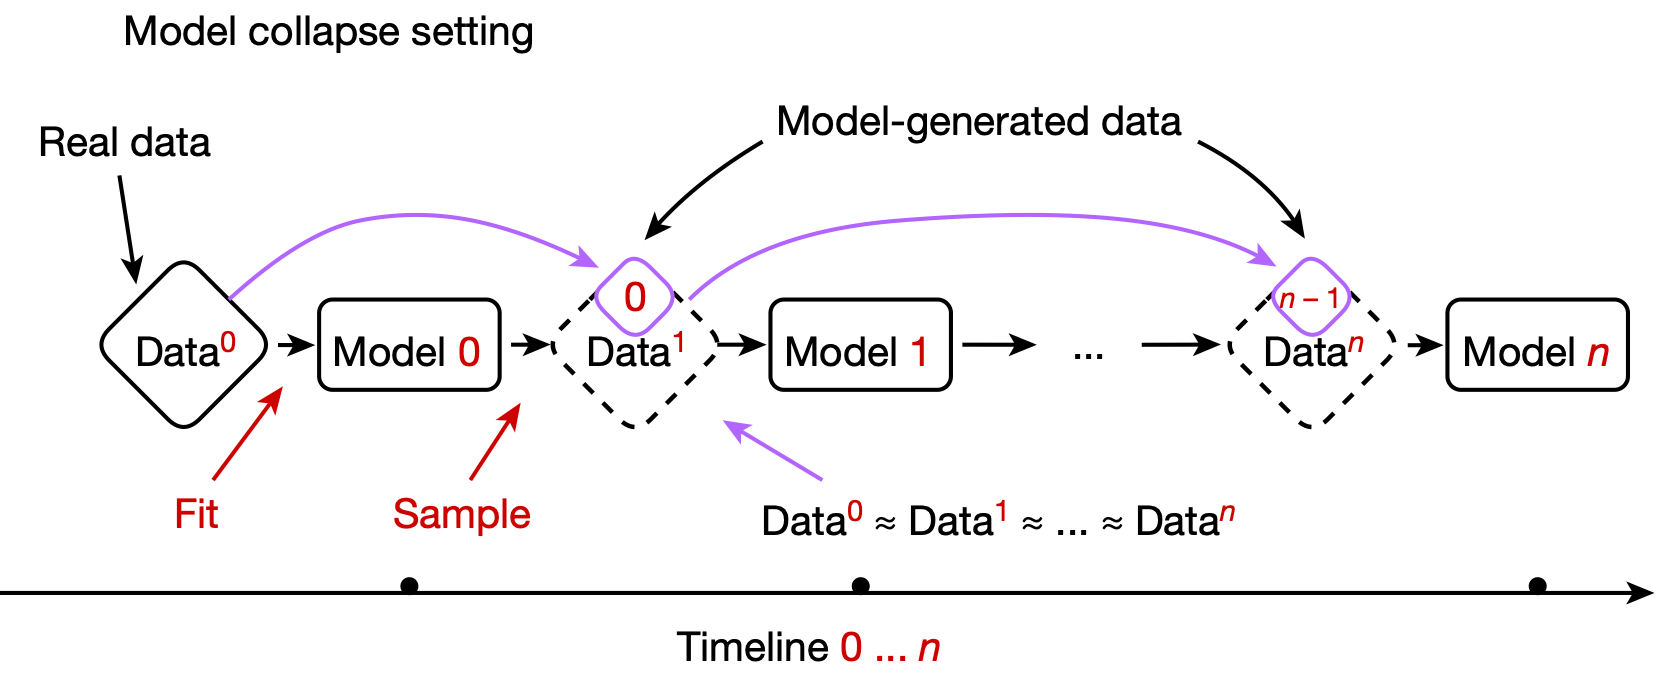 Model collapse setting
Model-generated data
Real data
0
n – 1
Data⁰
Model 0
Data¹
Model 1
...
Dataⁿ
Model n
Fit
Sample
Data⁰ ≈ Data¹ ≈ ... ≈ Dataⁿ
Timeline 0 ... n